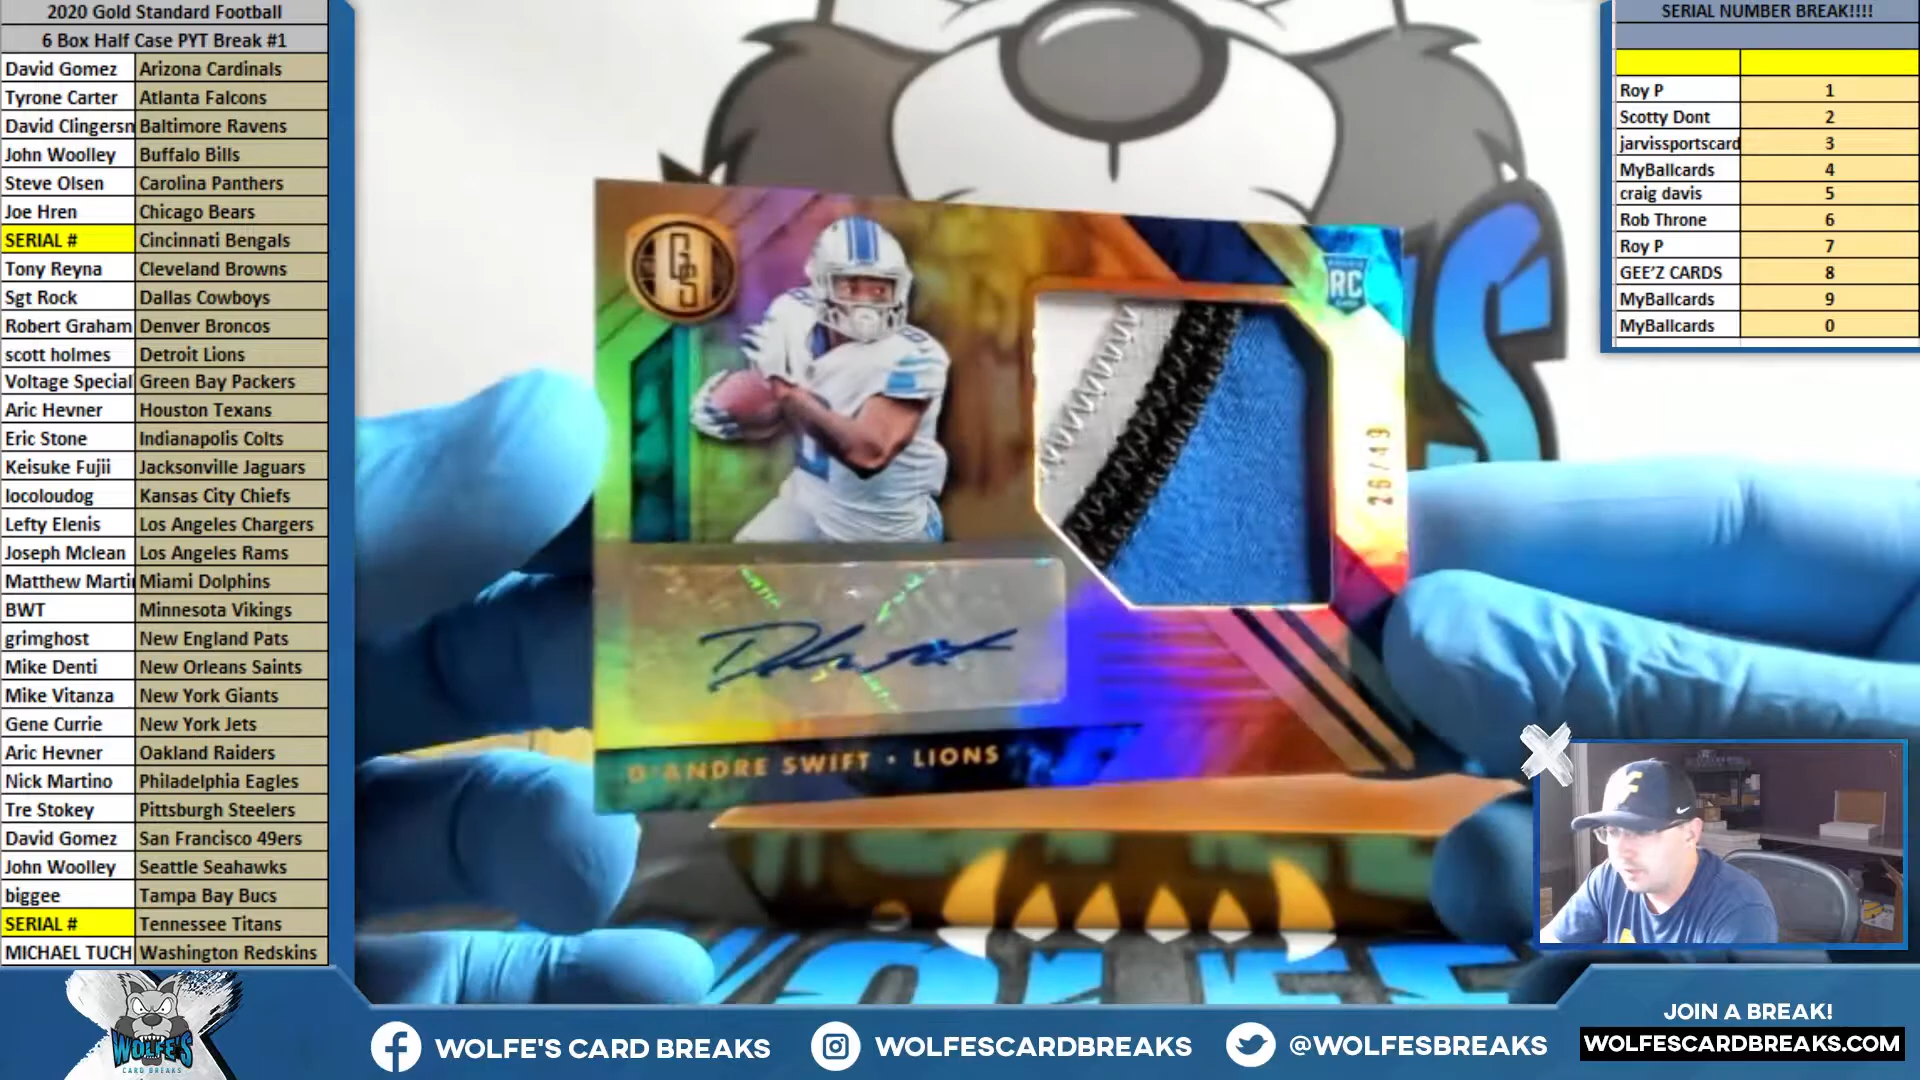 2020 Gold Standard Football
6 Box Half Case PYT Break #1
David Gomez Arizona Cardinals
Tyrone Carter Atlanta Falcons
David Clingersn Baltimore Ravens
John Woolley Buffalo Bills
Steve Olsen Carolina Panthers
Joe Hren Chicago Bears
SERIAL # Cincinnati Bengals
Tony Reyna Cleveland Browns
Sgt Rock Dallas Cowboys
Robert Graham Denver Broncos
scott holmes Detroit Lions
Voltage Special Green Bay Packers
Aric Hevner Houston Texans
Eric Stone Indianapolis Colts
Keisuke Fujii Jacksonville Jaguars
locoloudog Kansas City Chiefs
Lefty Elenis Los Angeles Chargers
Joseph Mclean Los Angeles Rams
Matthew Marti Miami Dolphins
BWT Minnesota Vikings
grimghost New England Pats
Mike Denti New Orleans Saints
Mike Vitanza New York Giants
Gene Currie New York Jets
Aric Hevner Oakland Raiders
Nick Martino Philadelphia Eagles
Tre Stokey Pittsburgh Steelers
David Gomez San Francisco 49ers
John Woolley Seattle Seahawks
biggee Tampa Bay Bucs
SERIAL # Tennessee Titans
MICHAEL TUCH Washington Redskins
SERIAL NUMBER BREAK!!!!
Roy P 1
Scotty Dont 2
jarvissportscard 3
MyBallcards 4
craig davis 5
Rob Throne 6
Roy P 7
GEE'Z CARDS 8
MyBallcards 9
MyBallcards 0
GS
RC
D'ANDRE SWIFT • LIONS
WOLFE'S
CARD BREAKS
WOLFE'S CARD BREAKS
WOLFESCARDBREAKS
@WOLFESBREAKS
JOIN A BREAK!
WOLFESCARDBREAKS.COM